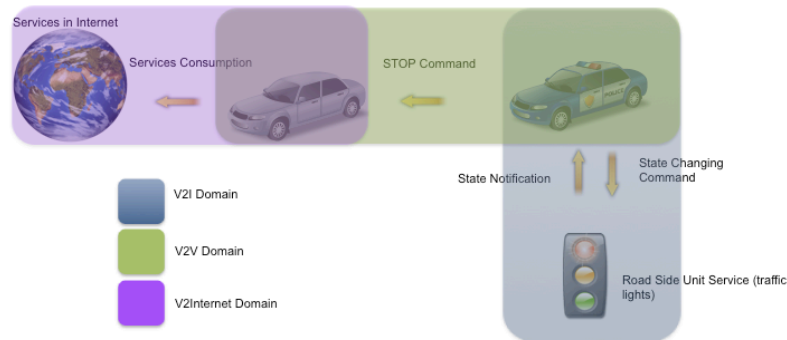 Services in Internet
Services Consumption
STOP Command
POLICE
State Notification
State Changing
Command
V2I Domain
V2V Domain
V2Internet Domain
Road Side Unit Service (traffic
lights)